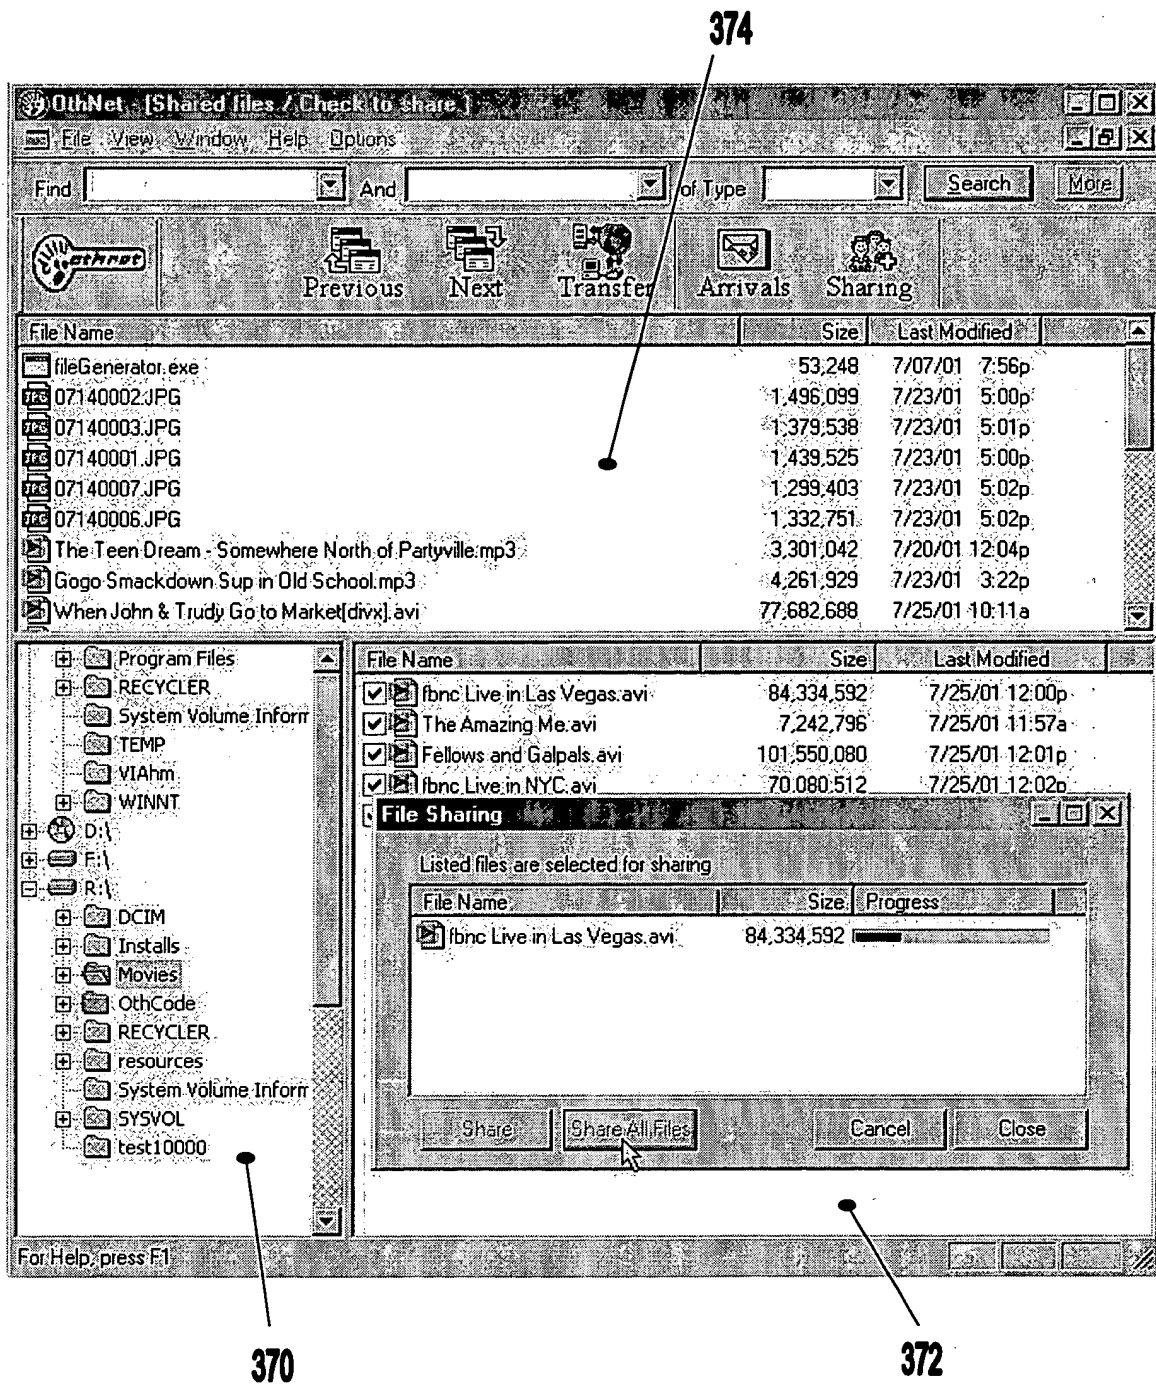 374
OthNet - [Shared files / Check to share]
File View Window Help Options
Find And of Type Search More
othnet Previous Next Transfer Arrivals Sharing
File Name Size Last Modified
fileGenerator.exe 53,248 7/07/01 7:56p
07140002.JPG 1,496,099 7/23/01 5:00p
07140003.JPG 1,379,538 7/23/01 5:01p
07140001.JPG 1,439,525 7/23/01 5:00p
07140007.JPG 1,299,403 7/23/01 5:02p
07140006.JPG 1,332,751 7/23/01 5:02p
The Teen Dream - Somewhere North of Partyville.mp3 3,301,042 7/20/01 12:04p
Gogo Smackdown Sup in Old School.mp3 4,261,929 7/23/01 3:22p
When John & Trudy Go to Market[divx].avi 77,682,688 7/25/01 10:11a
Program Files
RECYCLER
System Volume Inform
TEMP
VIAhm
WINNT
D:\
F:\
R:\
DCIM
Installs
Movies
OthCode
RECYCLER
resources
System Volume Inform
SYSVOL
test10000
File Name Size Last Modified
fbnc Live in Las Vegas.avi 84,334,592 7/25/01 12:00p
The Amazing Me.avi 7,242,796 7/25/01 11:57a
Fellows and Galpals.avi 101,550,080 7/25/01 12:01p
fbnc Live in NYC.avi 70,080,512 7/25/01 12:02p
File Sharing
Listed files are selected for sharing
File Name Size Progress
fbnc Live in Las Vegas.avi 84,334,592
Share Share All Files Cancel Close
For Help, press F1
370
372